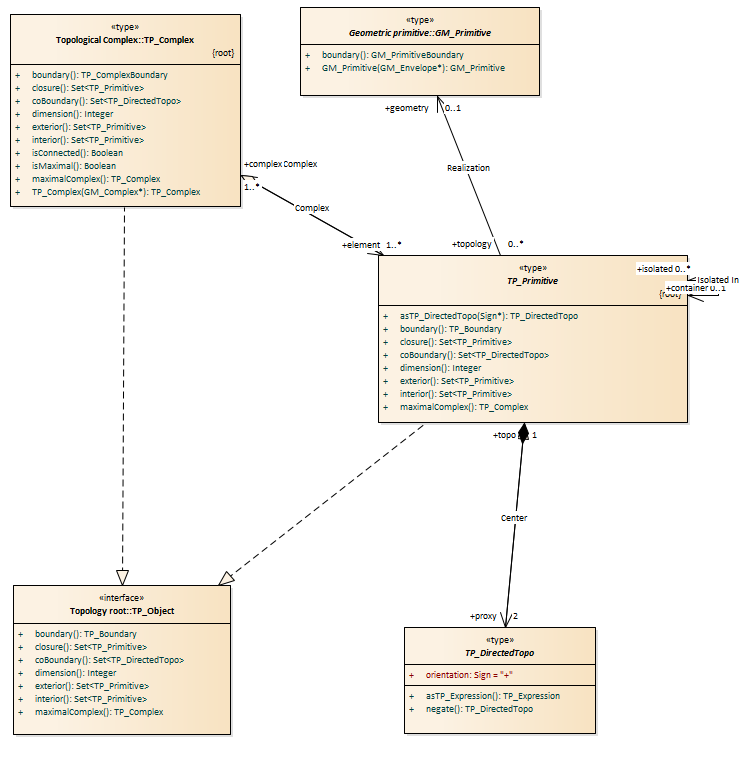 «type»
Topological Complex::TP_Complex
{root}
+ boundary(): TP_ComplexBoundary
+ closure(): Set<TP_Primitive>
+ coBoundary(): Set<TP_DirectedTopo>
+ dimension(): Integer
+ exterior(): Set<TP_Primitive>
+ interior(): Set<TP_Primitive>
+ isConnected(): Boolean
+ isMaximal(): Boolean
+ maximalComplex(): TP_Complex
+ TP_Complex(GM_Complex*): TP_Complex
«type»
Geometric primitive::GM_Primitive
+ boundary(): GM_PrimitiveBoundary
+ GM_Primitive(GM_Envelope*): GM_Primitive
+geometry 0..1
Realization
+topology 0..*
+complex Complex
1..*
Complex
+element 1..*
«type»
TP_Primitive
{root}
+isolated 0..*
Isolated In
+container 0..1
+ asTP_DirectedTopo(Sign*): TP_DirectedTopo
+ boundary(): TP_Boundary
+ closure(): Set<TP_Primitive>
+ coBoundary(): Set<TP_DirectedTopo>
+ dimension(): Integer
+ exterior(): Set<TP_Primitive>
+ interior(): Set<TP_Primitive>
+ maximalComplex(): TP_Complex
+topo 1
Center
+proxy 2
«interface»
Topology root::TP_Object
+ boundary(): TP_Boundary
+ closure(): Set<TP_Primitive>
+ coBoundary(): Set<TP_DirectedTopo>
+ dimension(): Integer
+ exterior(): Set<TP_Primitive>
+ interior(): Set<TP_Primitive>
+ maximalComplex(): TP_Complex
«type»
TP_DirectedTopo
+ orientation: Sign = "+"
+ asTP_Expression(): TP_Expression
+ negate(): TP_DirectedTopo